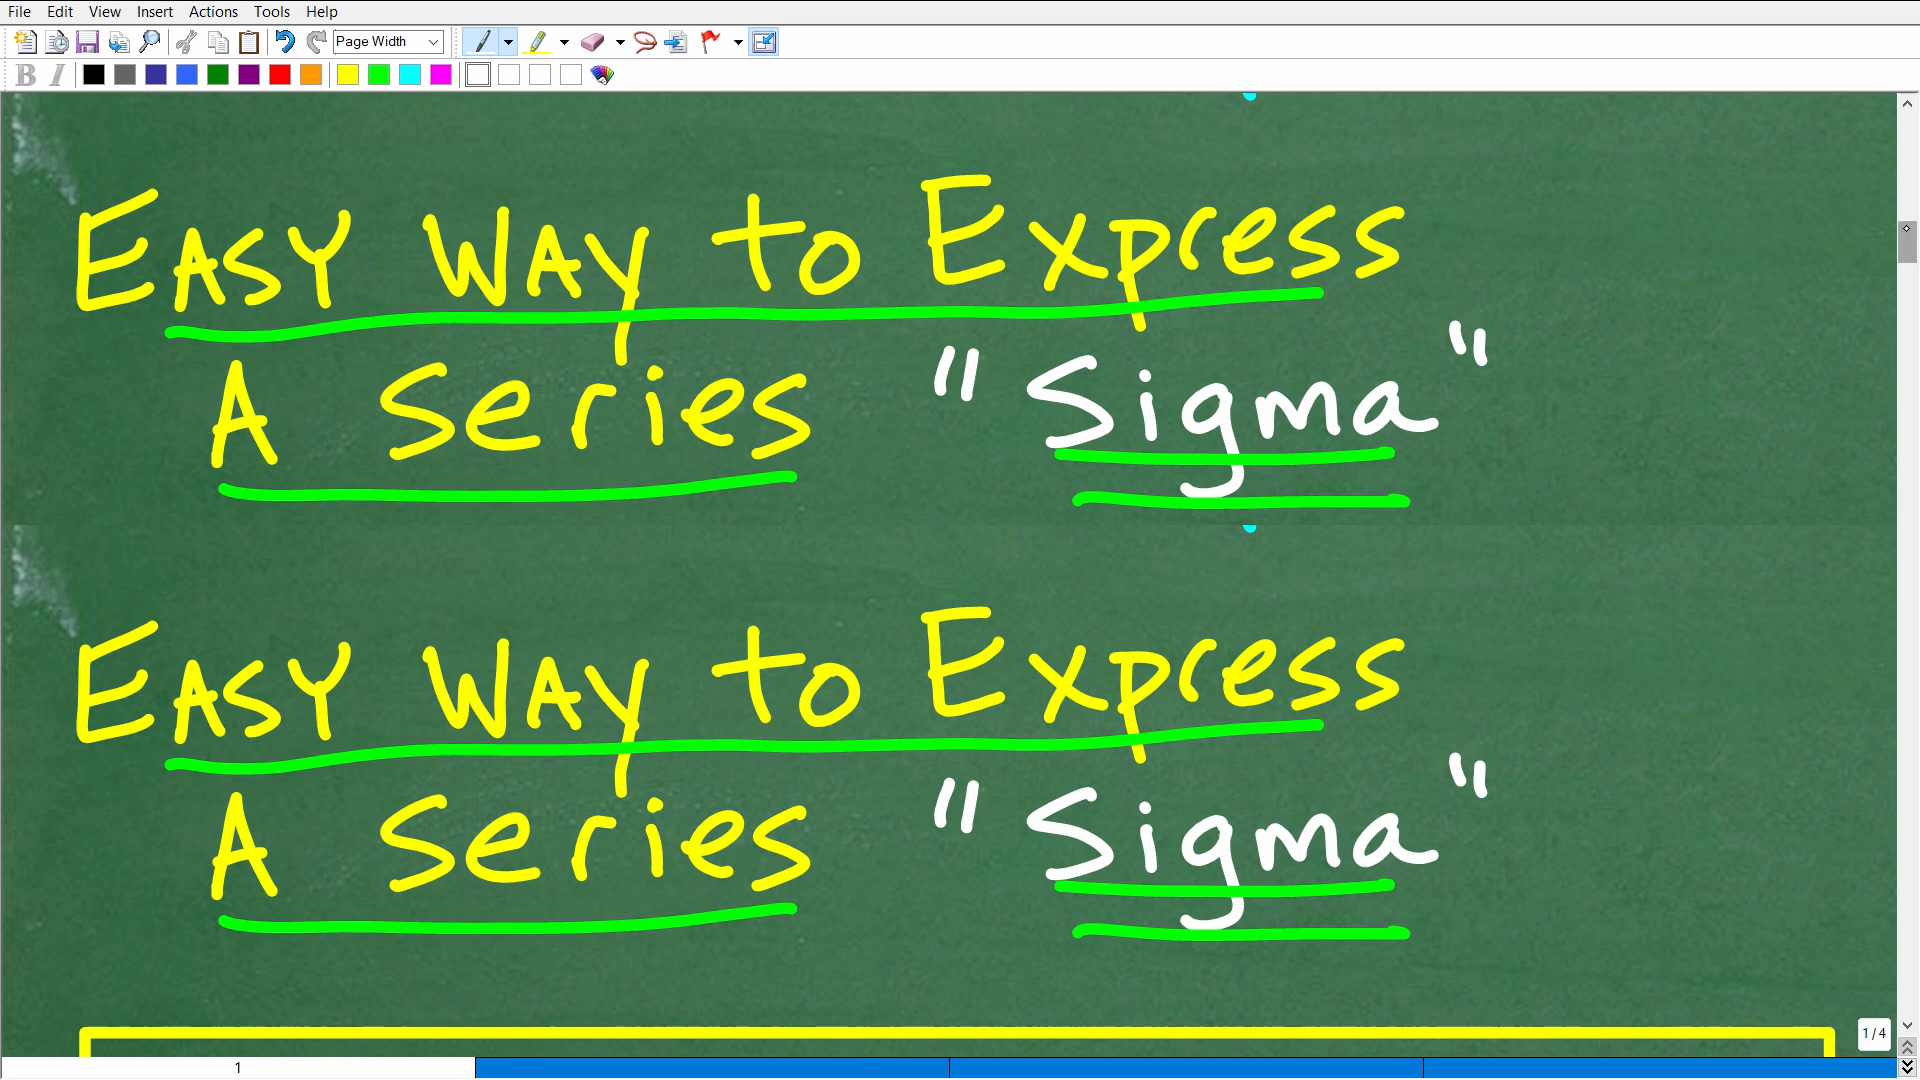 File Edit View Insert Actions Tools Help
Page Width
B I
EASY WAY to Express
A Series "Sigma"
EASY WAY to Express
A Series "Sigma"
1 / 4
1